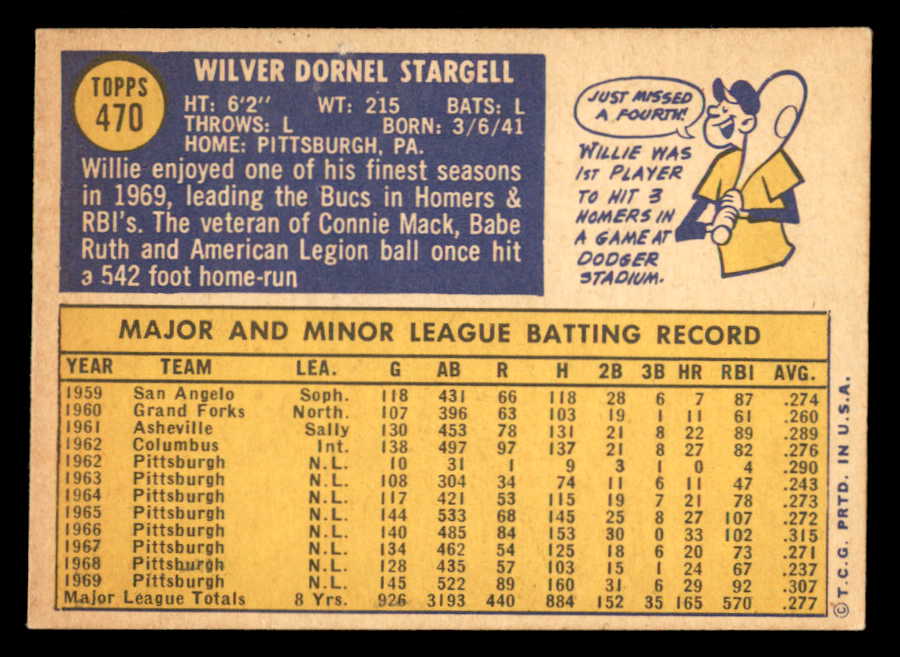 TOPPS
470
WILVER DORNEL STARGELL
HT: 6'2" WT: 215 BATS: L
THROWS: L BORN: 3/6/41
HOME: PITTSBURGH, PA.
Willie enjoyed one of his finest seasons
in 1969, leading the Bucs in Homers &
RBI's. The veteran of Connie Mack, Babe
Ruth and American Legion ball once hit
a 542 foot home-run
JUST MISSED
A FOURTH!
WILLIE WAS
1ST PLAYER
TO HIT 3
HOMERS IN
A GAME AT
DODGER
STADIUM.
MAJOR AND MINOR LEAGUE BATTING RECORD
YEAR TEAM LEA. G AB R H 2B 3B HR RBI AVG.
1959 San Angelo Soph. 118 431 66 118 28 6 7 87 .274
1960 Grand Forks North. 107 396 63 103 19 1 11 61 .260
1961 Asheville Sally 130 453 78 131 21 8 22 89 .289
1962 Columbus Int. 138 497 97 137 21 8 27 82 .276
1962 Pittsburgh N.L. 10 31 1 9 3 1 0 4 .290
1963 Pittsburgh N.L. 108 304 34 74 11 6 11 47 .243
1964 Pittsburgh N.L. 117 421 53 115 19 7 21 78 .273
1965 Pittsburgh N.L. 144 533 68 145 25 8 27 107 .272
1966 Pittsburgh N.L. 140 485 84 153 30 0 33 102 .315
1967 Pittsburgh N.L. 134 462 54 125 18 6 20 73 .271
1968 Pittsburgh N.L. 128 435 57 103 15 1 24 67 .237
1969 Pittsburgh N.L. 145 522 89 160 31 6 29 92 .307
Major League Totals 8 Yrs. 926 3193 440 884 152 35 165 570 .277
© T.C.G. PRTD. IN U.S.A.